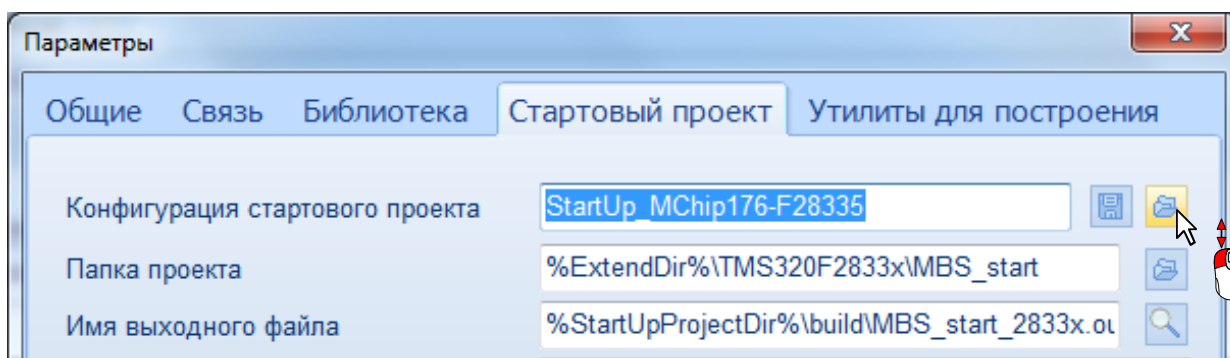 Параметры
Общие Связь Библиотека Стартовый проект Утилиты для построения
Конфигурация стартового проекта StartUp_MChip176-F28335
Папка проекта %ExtendDir%\TMS320F2833x\MBS_start
Имя выходного файла %StartUpProjectDir%\build\MBS_start_2833x.ou